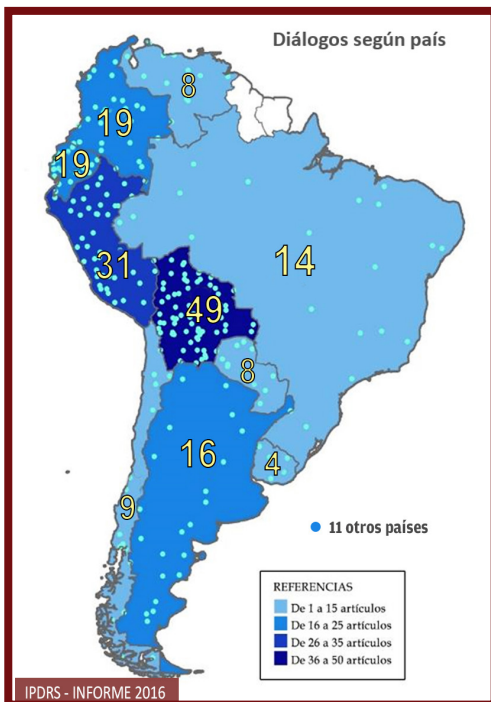 Diálogos según país
8
19
19
31
14
49
8
16
4
9
11 otros países
REFERENCIAS
De 1 a 15 artículos
De 16 a 25 artículos
De 26 a 35 artículos
De 36 a 50 artículos
IPDRS - INFORME 2016